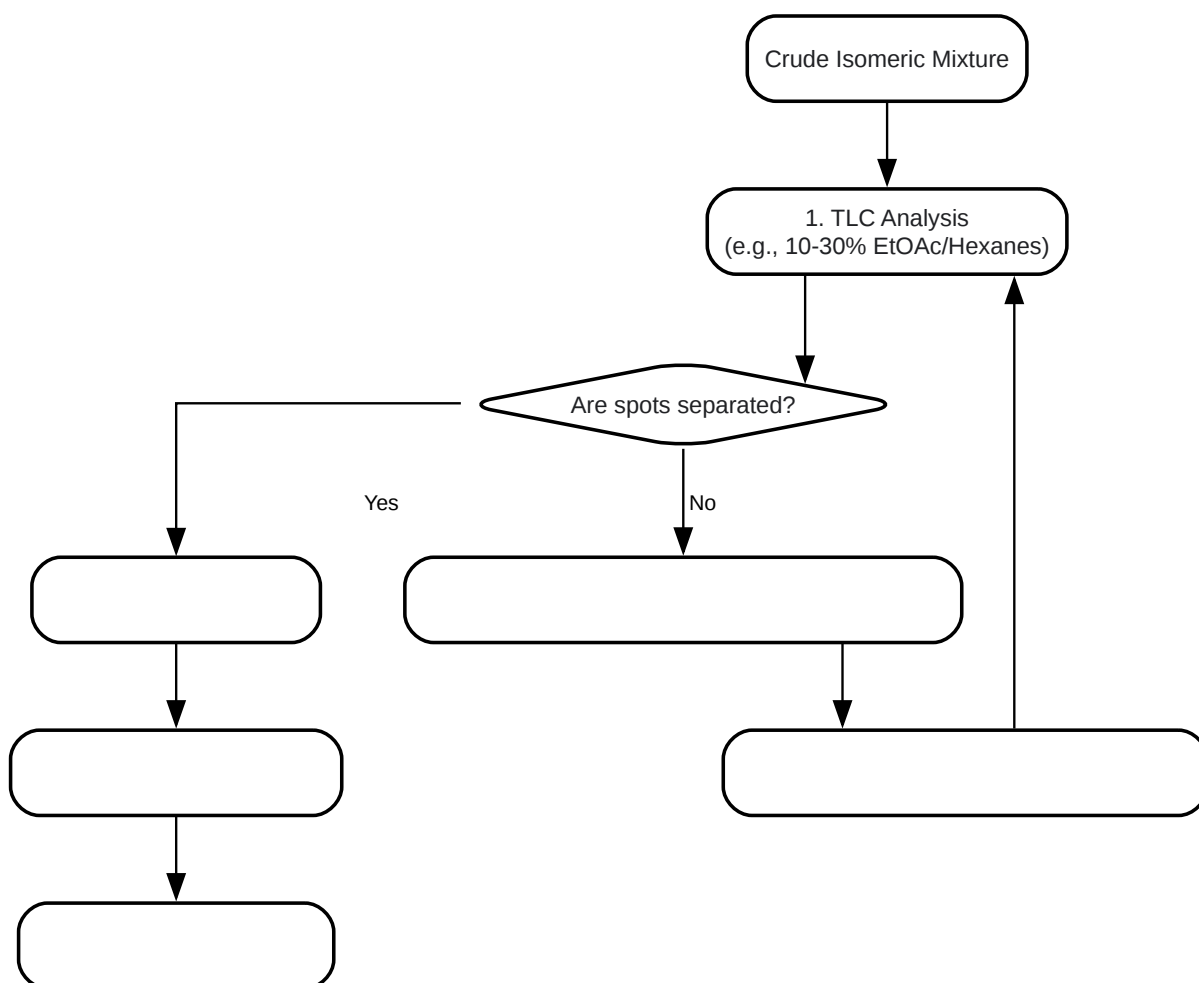 Crude Isomeric Mixture
1. TLC Analysis
(e.g., 10-30% EtOAc/Hexanes)
Are spots separated?
Yes
No